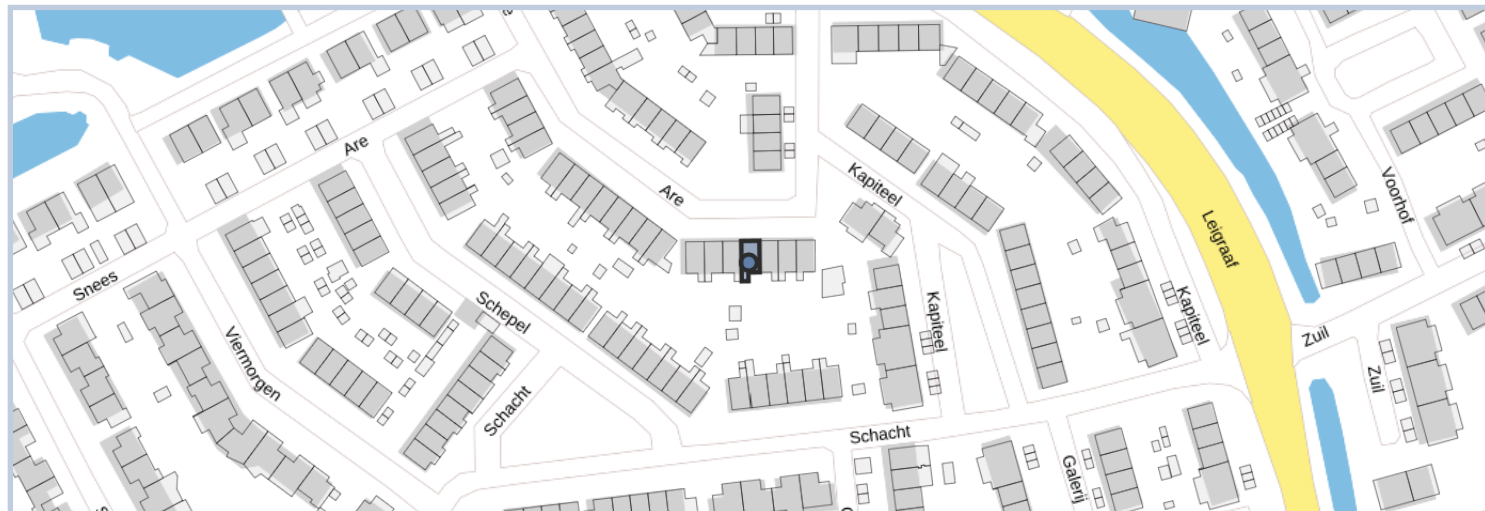 Are
Are
Kapiteel
Voorhof
Leigraaf
Snees
Schepel
Kapiteel
Kapiteel
Zuil
Viermorgen
Zuil
Schacht
Schacht
Galerij